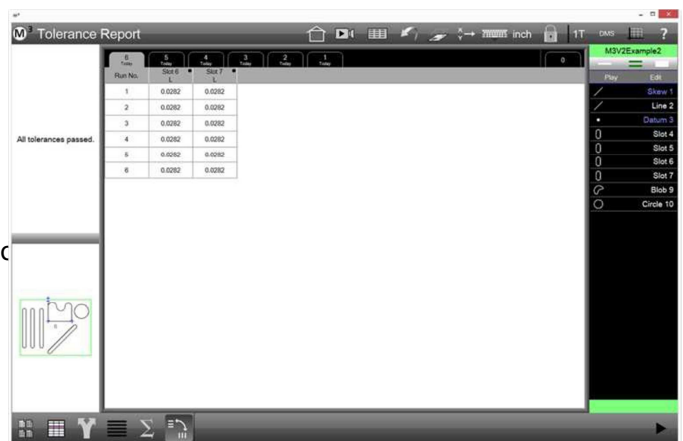 m³
M³ Tolerance Report
inch
1T
DMS
?
M3V2Example2
6 Today
5 Today
4 Today
3 Today
2 Today
1 Today
0
Play Edit
Run No. Slot 6 L Slot 7 L
1 0.0282 0.0282
2 0.0282 0.0282
3 0.0282 0.0282
4 0.0282 0.0282
5 0.0282 0.0282
6 0.0282 0.0282
All tolerances passed.
Skew 1
Line 2
Datum 3
Slot 4
Slot 5
Slot 6
Slot 7
Blob 9
Circle 10